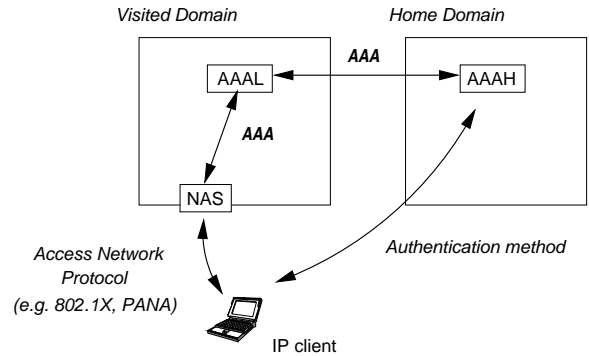 Visited Domain
Home Domain
AAA
AAAL
AAAH
AAA
NAS
Access Network
Protocol
(e.g. 802.1X, PANA)
Authentication method
IP client